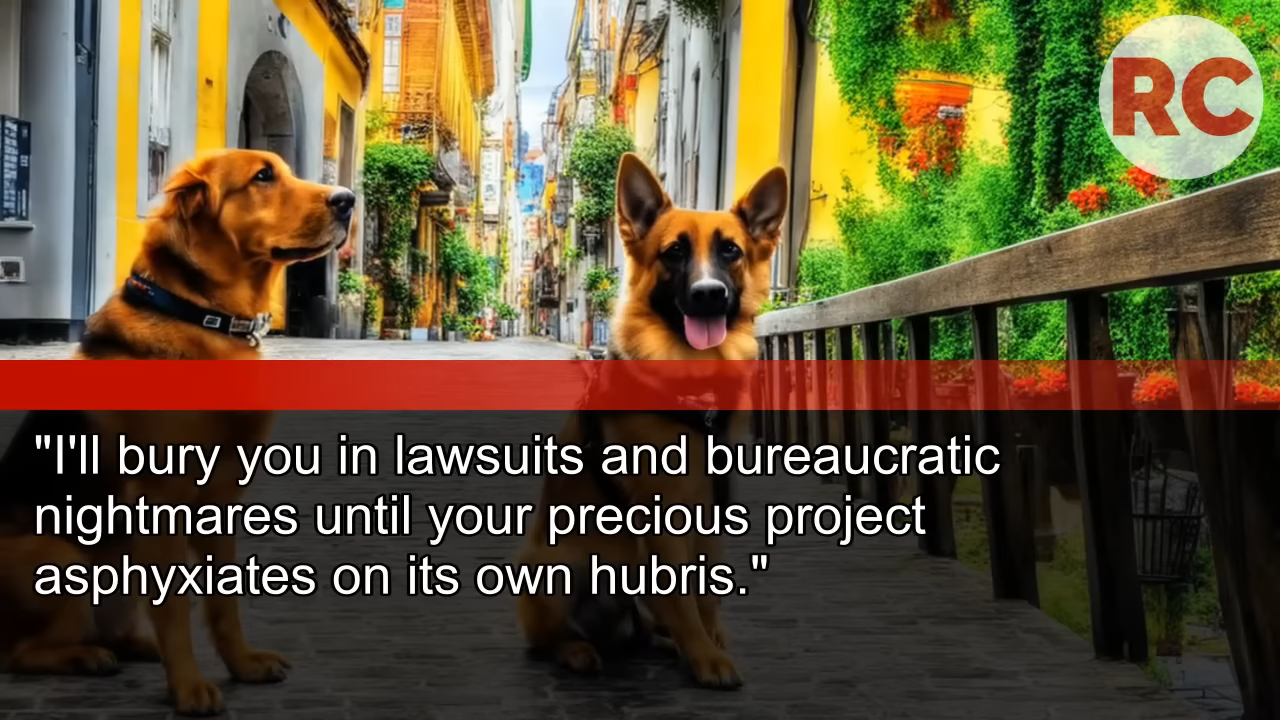 RC
"I'll bury you in lawsuits and bureaucratic
nightmares until your precious project
asphyxiates on its own hubris."